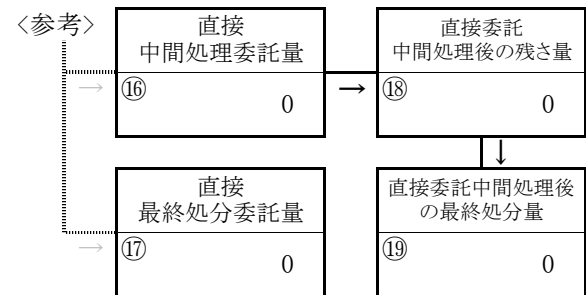 〈参考〉
直接
中間処理委託量
⑯
0
→
→
直接委託
中間処理後の残さ量
⑱
0
↓
直接
最終処分委託量
⑰
0
→
直接委託中間処理後
の最終処分量
⑲
0